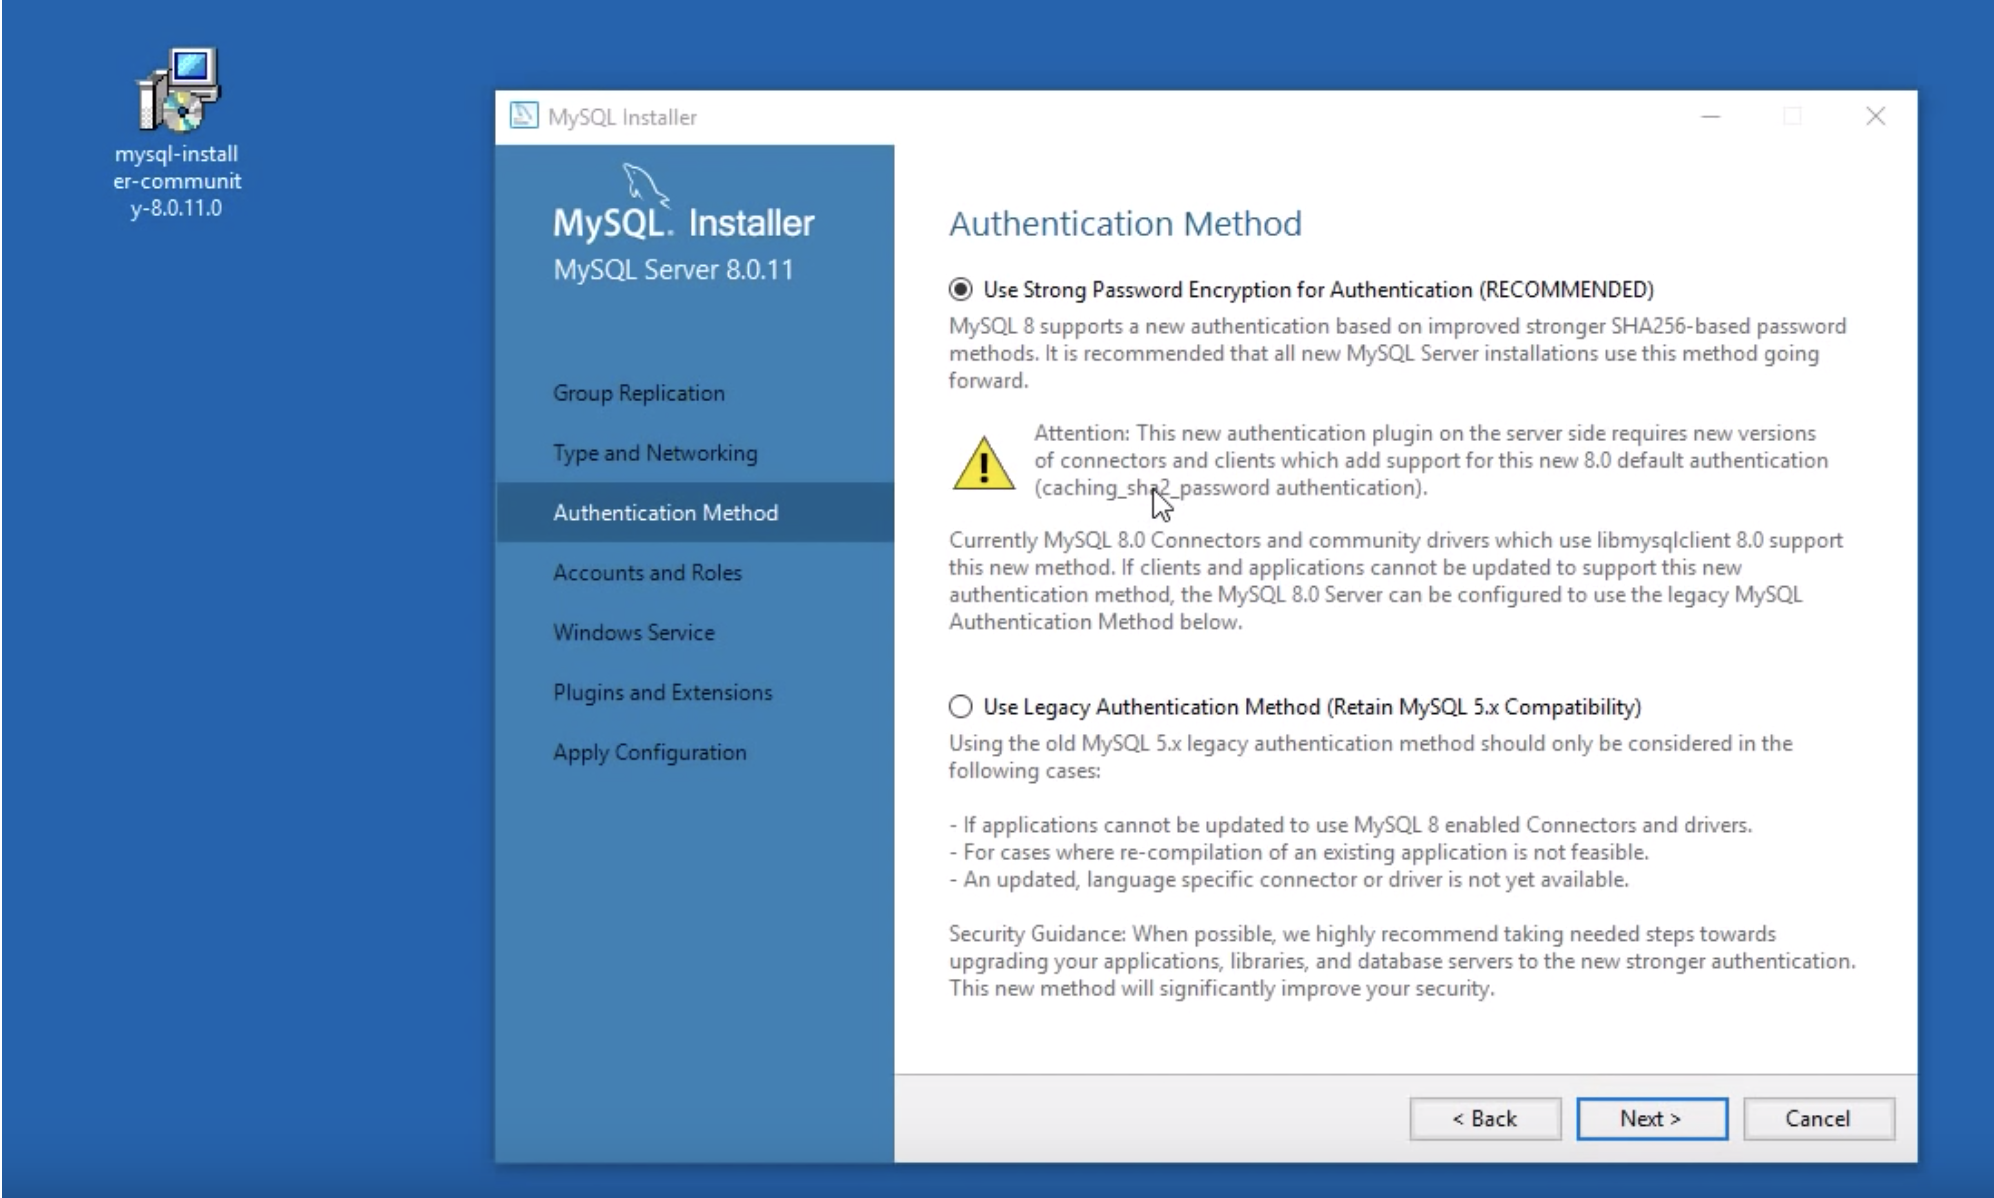 mysql-install
er-communit
y-8.0.11.0
MySQL Installer
MySQL. Installer
MySQL Server 8.0.11
Group Replication
Type and Networking
Authentication Method
Accounts and Roles
Windows Service
Plugins and Extensions
Apply Configuration
Authentication Method
Use Strong Password Encryption for Authentication (RECOMMENDED)
MySQL 8 supports a new authentication based on improved stronger SHA256-based password
methods. It is recommended that all new MySQL Server installations use this method going
forward.
Attention: This new authentication plugin on the server side requires new versions
of connectors and clients which add support for this new 8.0 default authentication
(caching_sha2_password authentication).
Currently MySQL 8.0 Connectors and community drivers which use libmysqlclient 8.0 support
this new method. If clients and applications cannot be updated to support this new
authentication method, the MySQL 8.0 Server can be configured to use the legacy MySQL
Authentication Method below.
Use Legacy Authentication Method (Retain MySQL 5.x Compatibility)
Using the old MySQL 5.x legacy authentication method should only be considered in the
following cases:
- If applications cannot be updated to use MySQL 8 enabled Connectors and drivers.
- For cases where re-compilation of an existing application is not feasible.
- An updated, language specific connector or driver is not yet available.
Security Guidance: When possible, we highly recommend taking needed steps towards
upgrading your applications, libraries, and database servers to the new stronger authentication.
This new method will significantly improve your security.
< Back
Next >
Cancel